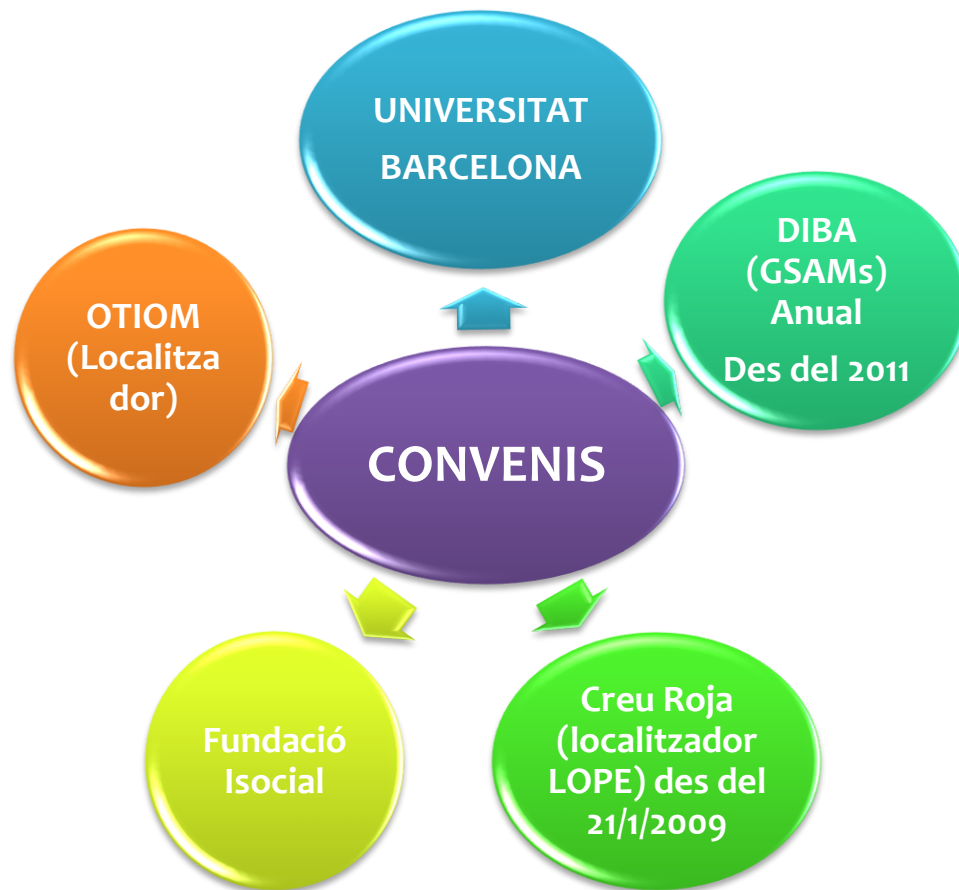 UNIVERSITAT
BARCELONA
DIBA
(GSAMs)
Anual
Des del 2011
OTIOM
(Localitza
dor)
CONVENIS
Fundació
Isocial
Creu Roja
(localitzador
LOPE) des del
21/1/2009